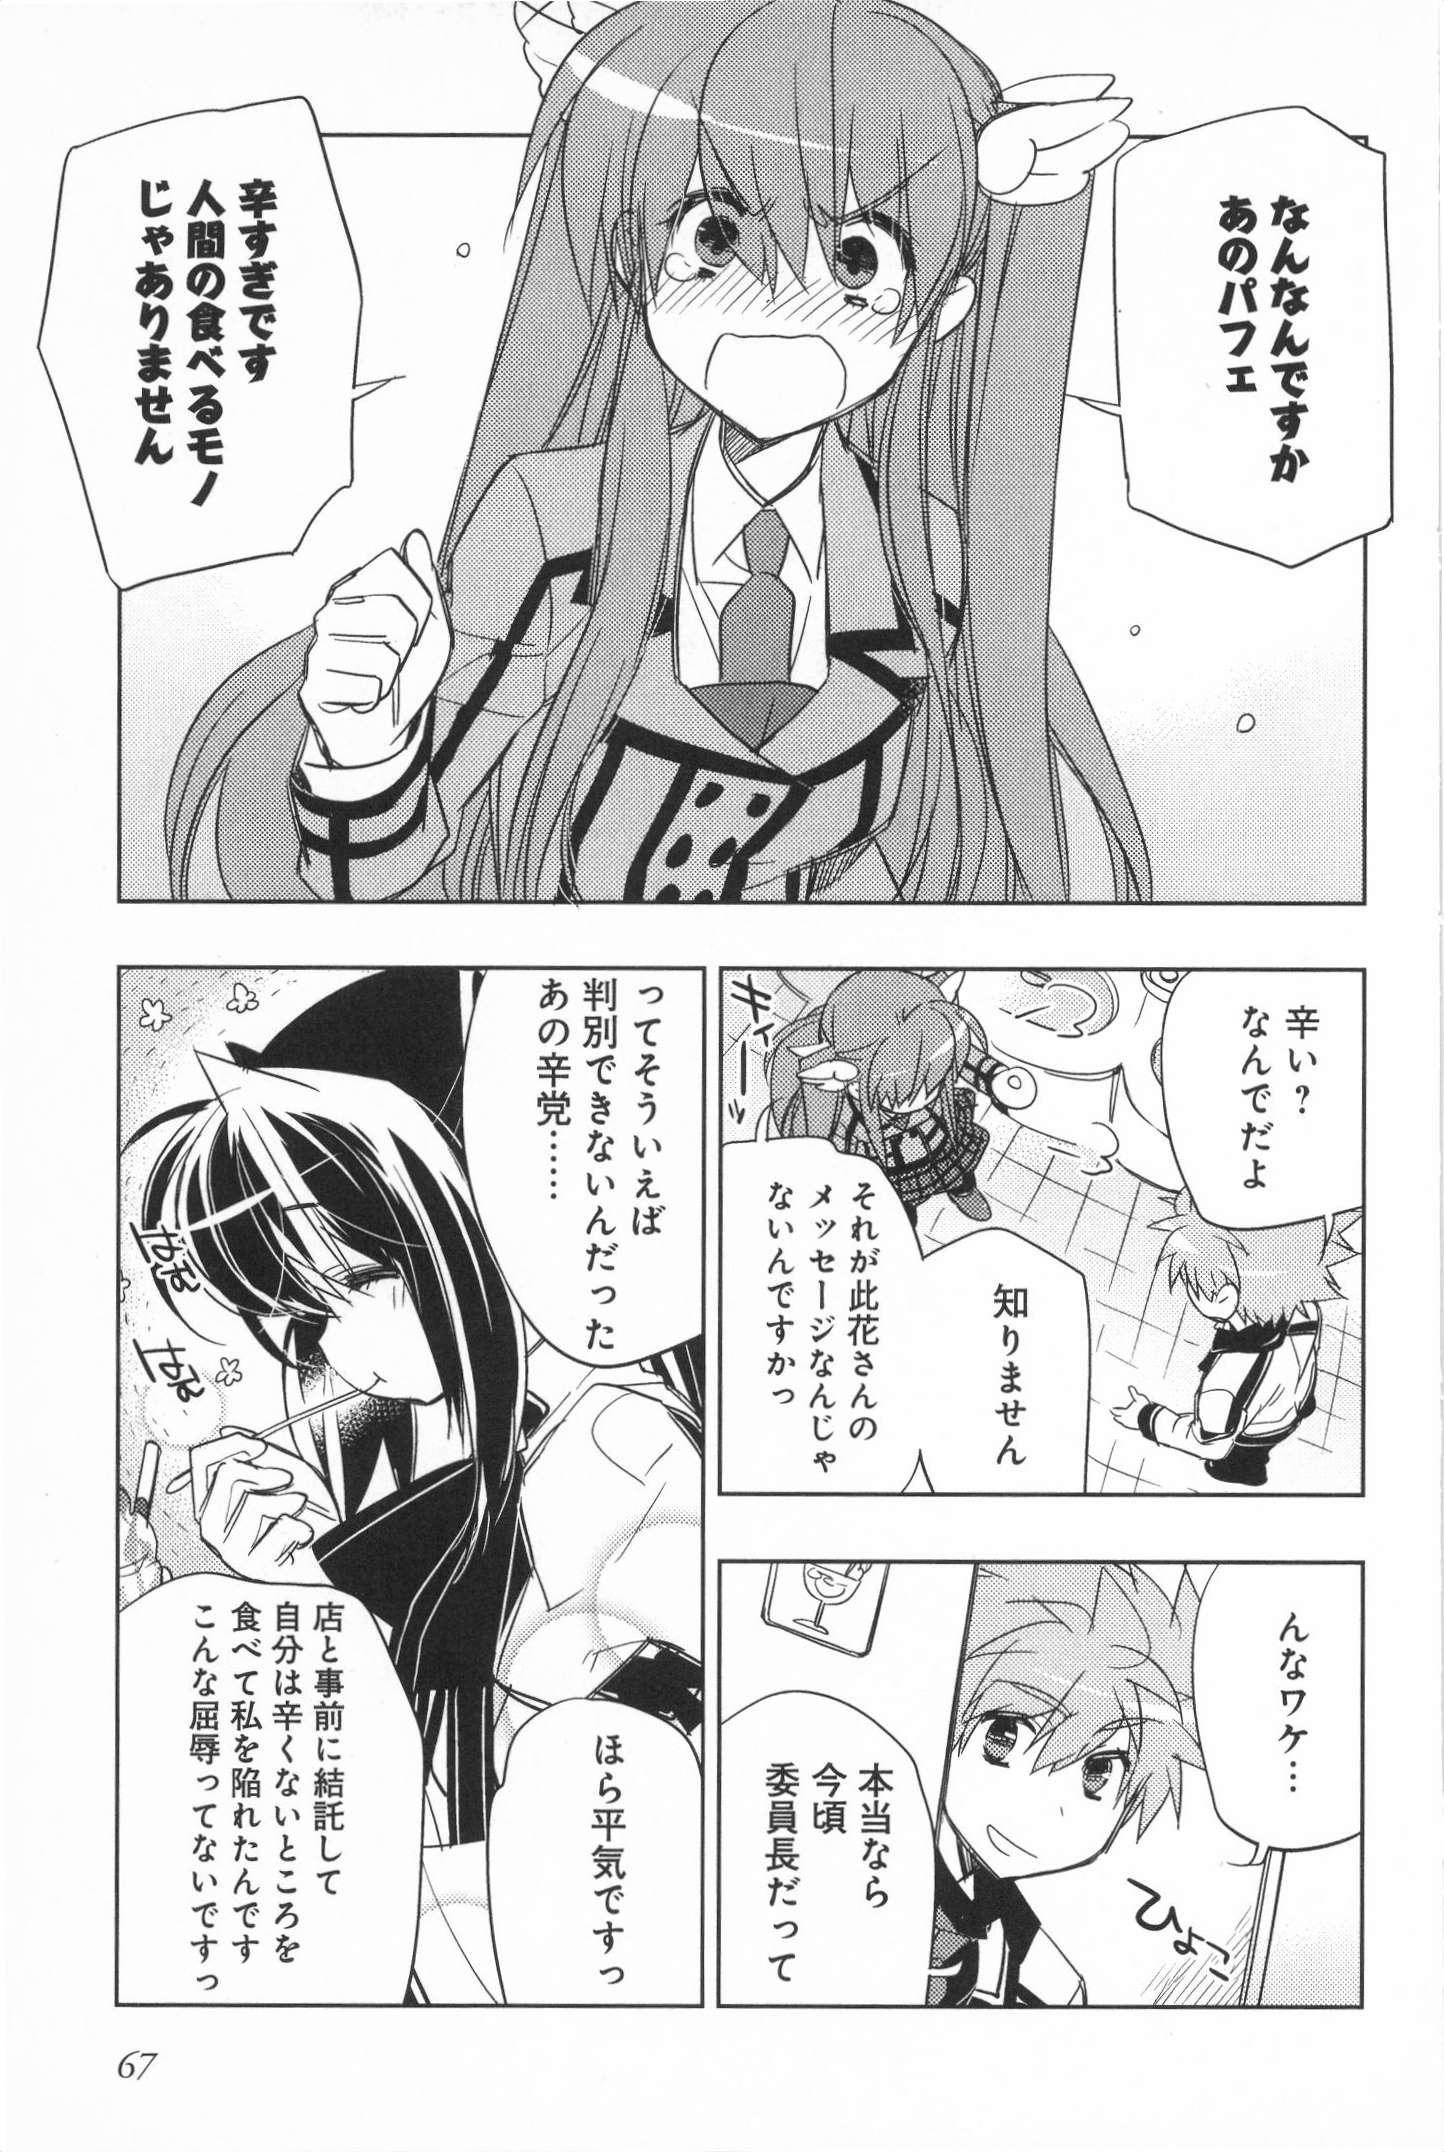 なんなんですか
あのパフェ
辛すぎです
人間の食べるモノ
じゃありません
辛い?
なんでだよ
知りません
それが此花さんの
メッセージなんじゃ
ないんですかっ
キィーッ
んなワケ…
本当なら
今頃
委員長だって
ひょこ
ってそういえば
判別できないんだった
あの辛党……
ぱく
ぱく
ほら平気ですっ
店と事前に結託して
自分は辛くないところを
食べて私を陥れたんです
こんな屈辱ってないですっ
67